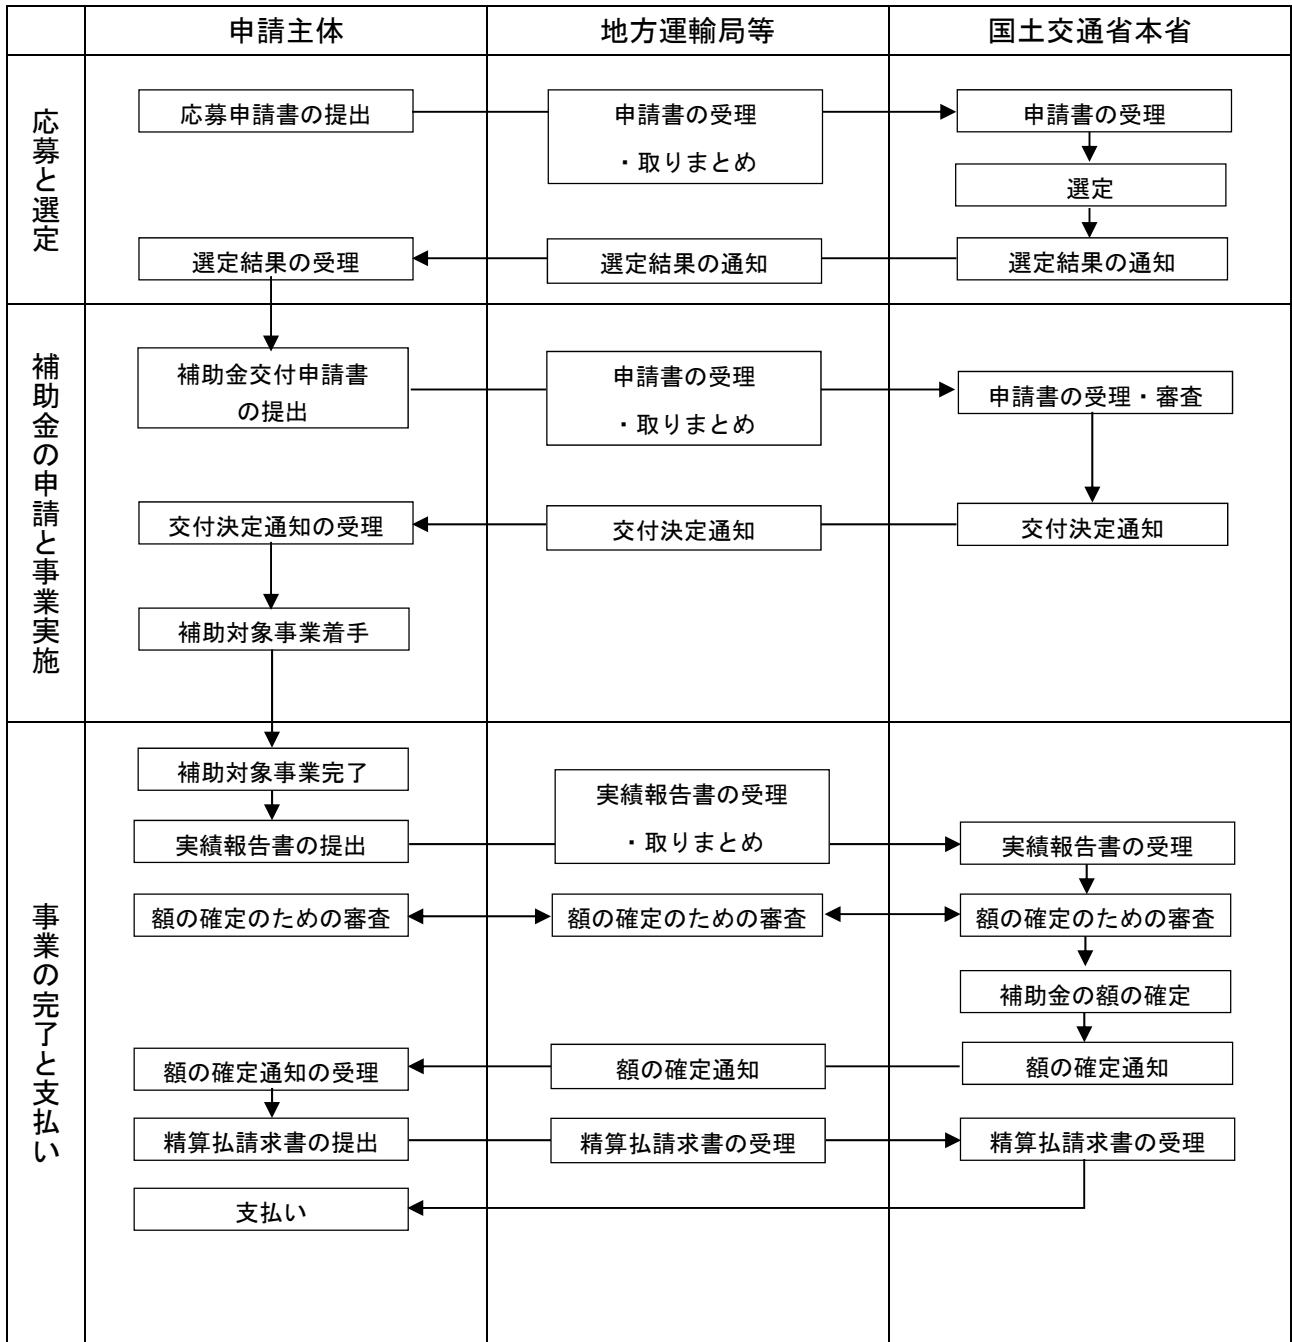 申請主体
地方運輸局等
国土交通省本省
応募と選定
応募申請書の提出
申請書の受理
・取りまとめ
申請書の受理
選定
選定結果の受理
選定結果の通知
選定結果の通知
補助金の申請と事業実施
補助金交付申請書
の提出
申請書の受理
・取りまとめ
申請書の受理・審査
交付決定通知の受理
交付決定通知
交付決定通知
補助対象事業着手
事業の完了と支払い
補助対象事業完了
実績報告書の提出
実績報告書の受理
・取りまとめ
実績報告書の受理
額の確定のための審査
額の確定のための審査
額の確定のための審査
補助金の額の確定
額の確定通知の受理
額の確定通知
額の確定通知
精算払請求書の提出
精算払請求書の受理
精算払請求書の受理
支払い